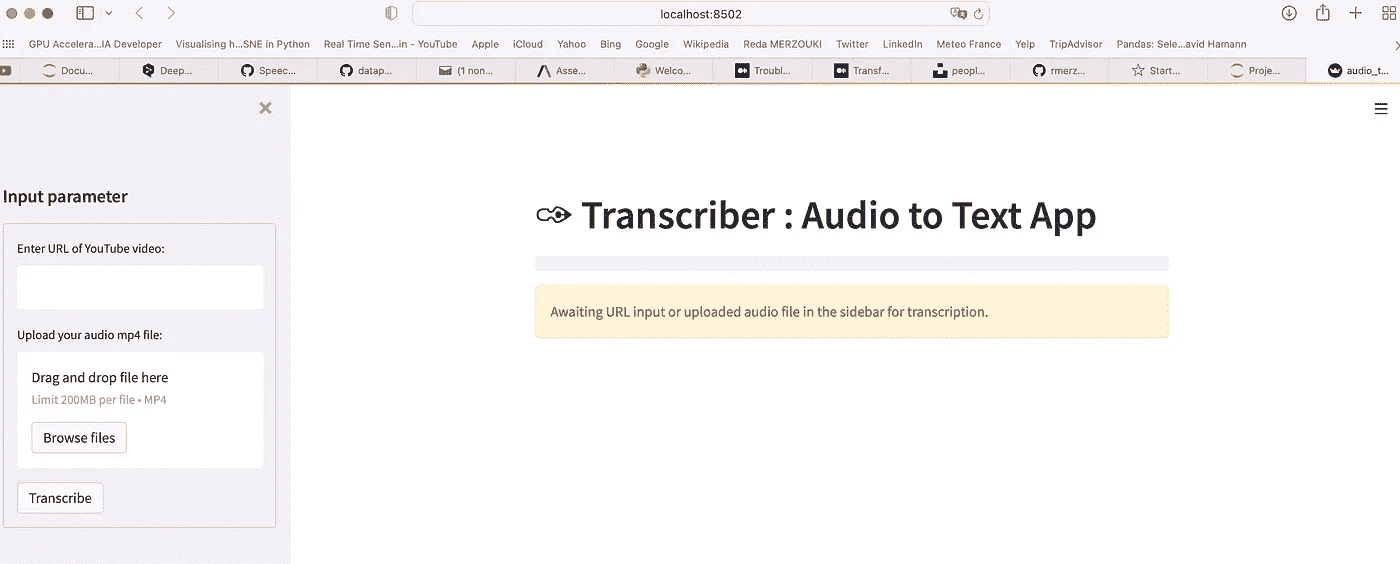 localhost:8502
GPU Accelera...IA Developer Visualising h...SNE in Python Real Time Sen...in - YouTube Apple iCloud Yahoo Bing Google Wikipedia Reda MERZOUKI Twitter LinkedIn Meteo France Yelp TripAdvisor Pandas: Sele...avid Hamann
Docu... Deep... Speec... datap... (1 non... Asse... Welco... Troubl... Transf... peopl... rmerz... Start... Proje... audio_t...
Input parameter
Enter URL of YouTube video:
Upload your audio mp4 file:
Drag and drop file here
Limit 200MB per file • MP4
Browse files
Transcribe
Transcriber : Audio to Text App
Awaiting URL input or uploaded audio file in the sidebar for transcription.